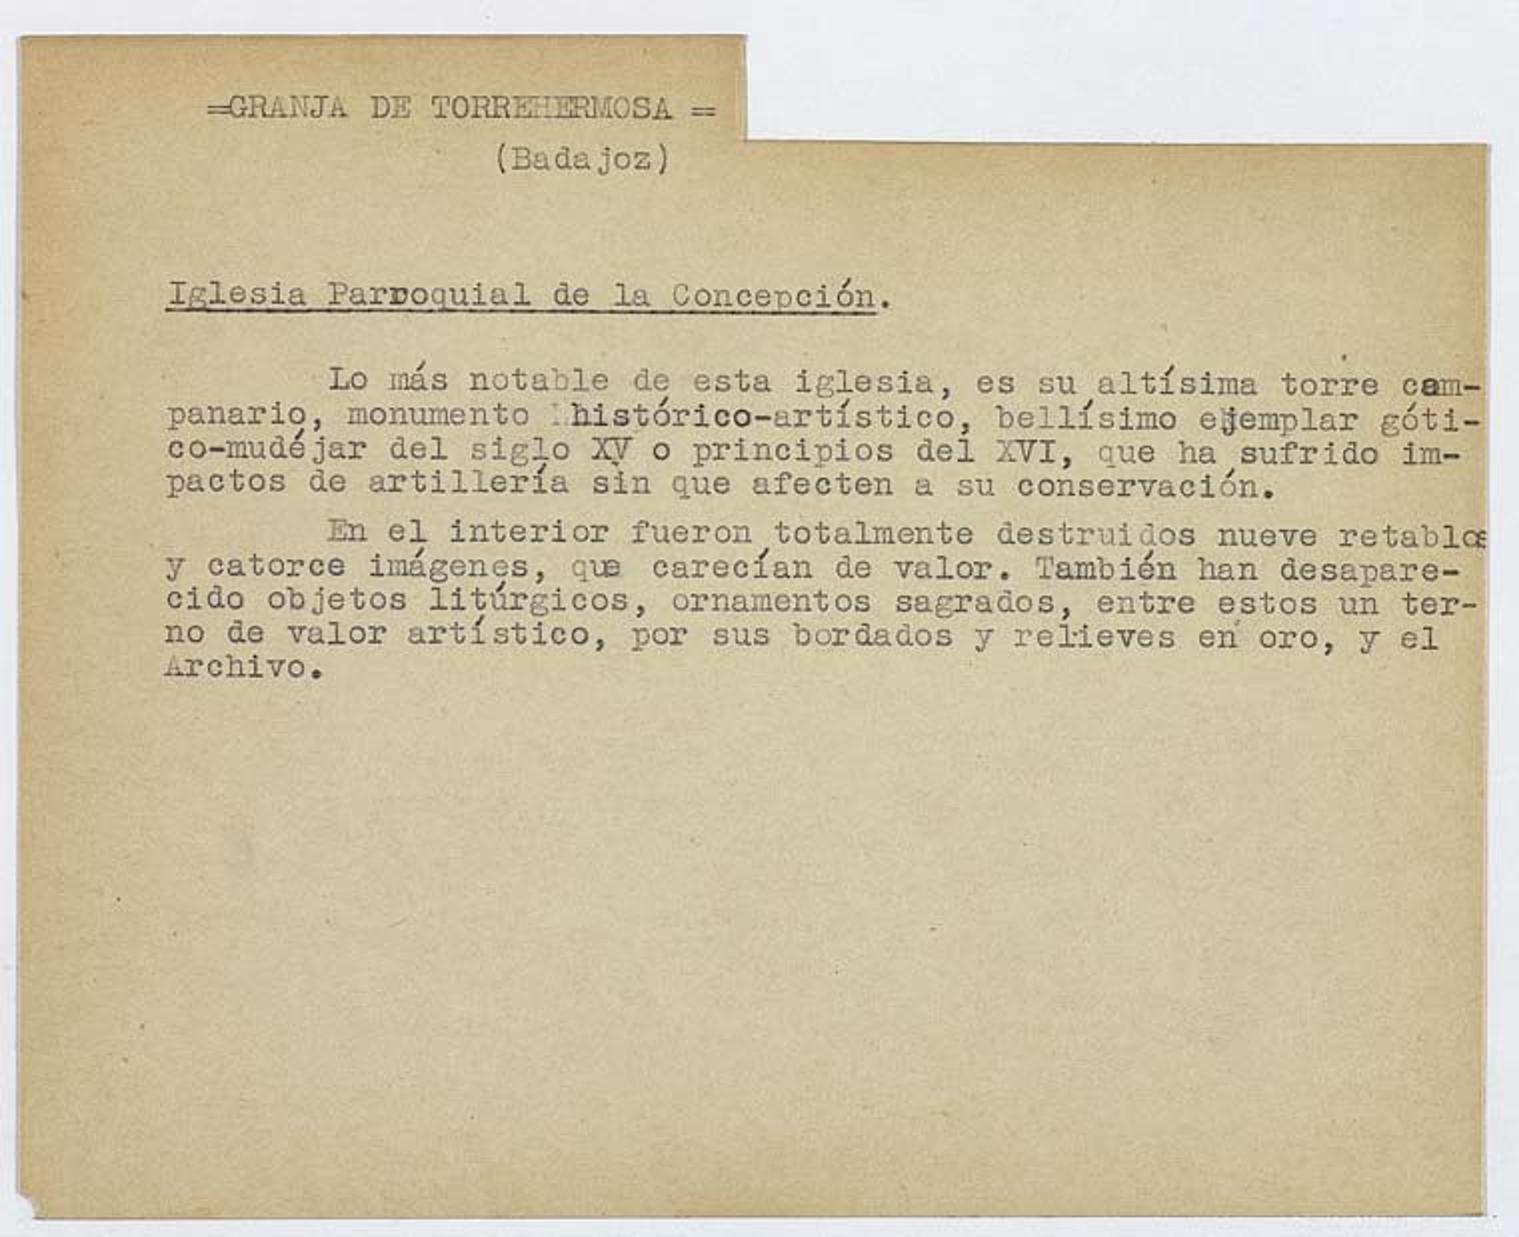 =GRANJA DE TORREHERMOSA =
(Badajoz)
Iglesia Parroquial de la Concepción.
Lo más notable de esta iglesia, es su altísima torre cam-
panario, monumento histórico-artístico, bellísimo ejemplar góti-
co-mudéjar del siglo XV o principios del XVI, que ha sufrido im-
pactos de artillería sin que afecten a su conservación.
En el interior fueron totalmente destruidos nueve retablos
y catorce imágenes, que carecían de valor. También han desapare-
cido objetos litúrgicos, ornamentos sagrados, entre estos un ter-
no de valor artístico, por sus bordados y relieves en oro, y el
Archivo.